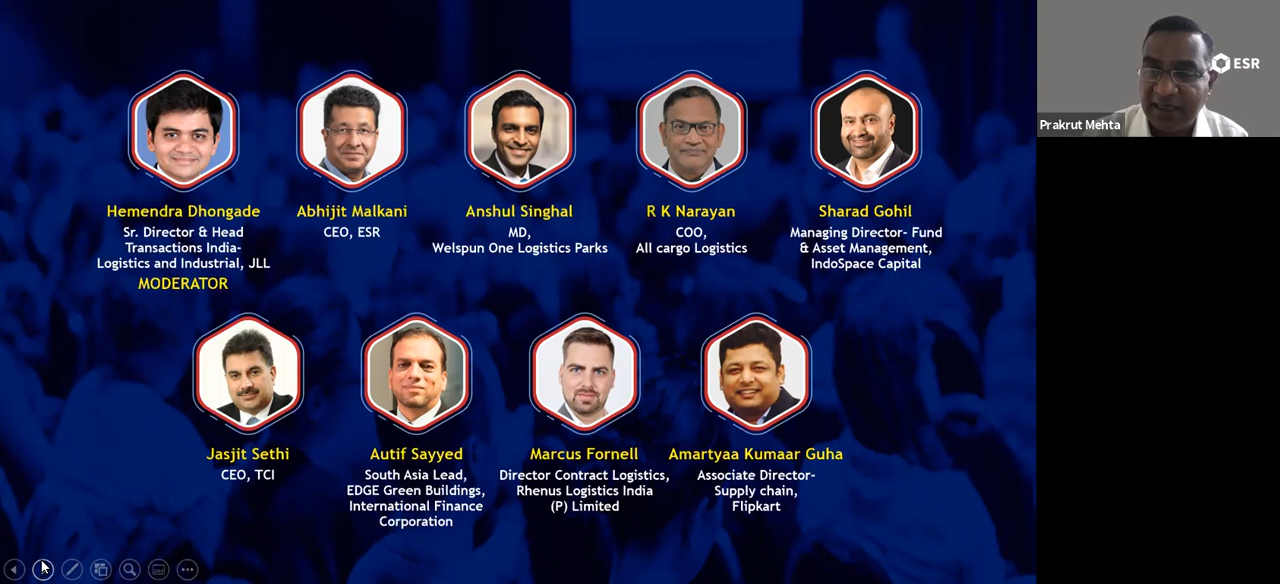 ESR
Prakrut Mehta
Hemendra Dhongade
Sr. Director & Head
Transactions India-
Logistics and Industrial, JLL
MODERATOR
Abhijit Malkani
CEO, ESR
Anshul Singhal
MD,
Welspun One Logistics Parks
R K Narayan
COO,
All cargo Logistics
Sharad Gohil
Managing Director- Fund
& Asset Management,
IndoSpace Capital
Jasjit Sethi
CEO, TCI
Autif Sayyed
South Asia Lead,
EDGE Green Buildings,
International Finance
Corporation
Marcus Fornell
Director Contract Logistics,
Rhenus Logistics India
(P) Limited
Amartyaa Kumaar Guha
Associate Director-
Supply chain,
Flipkart